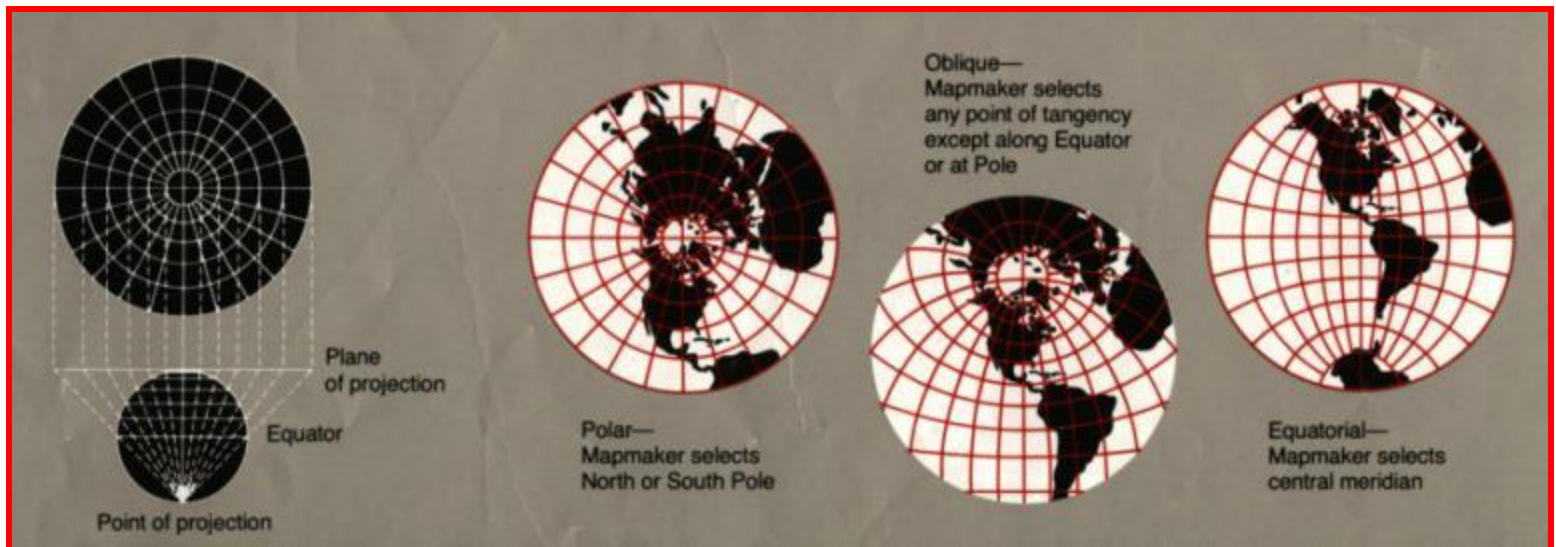 Plane
of projection
Equator
Point of projection
Polar—
Mapmaker selects
North or South Pole
Oblique—
Mapmaker selects
any point of tangency
except along Equator
or at Pole
Equatorial—
Mapmaker selects
central meridian